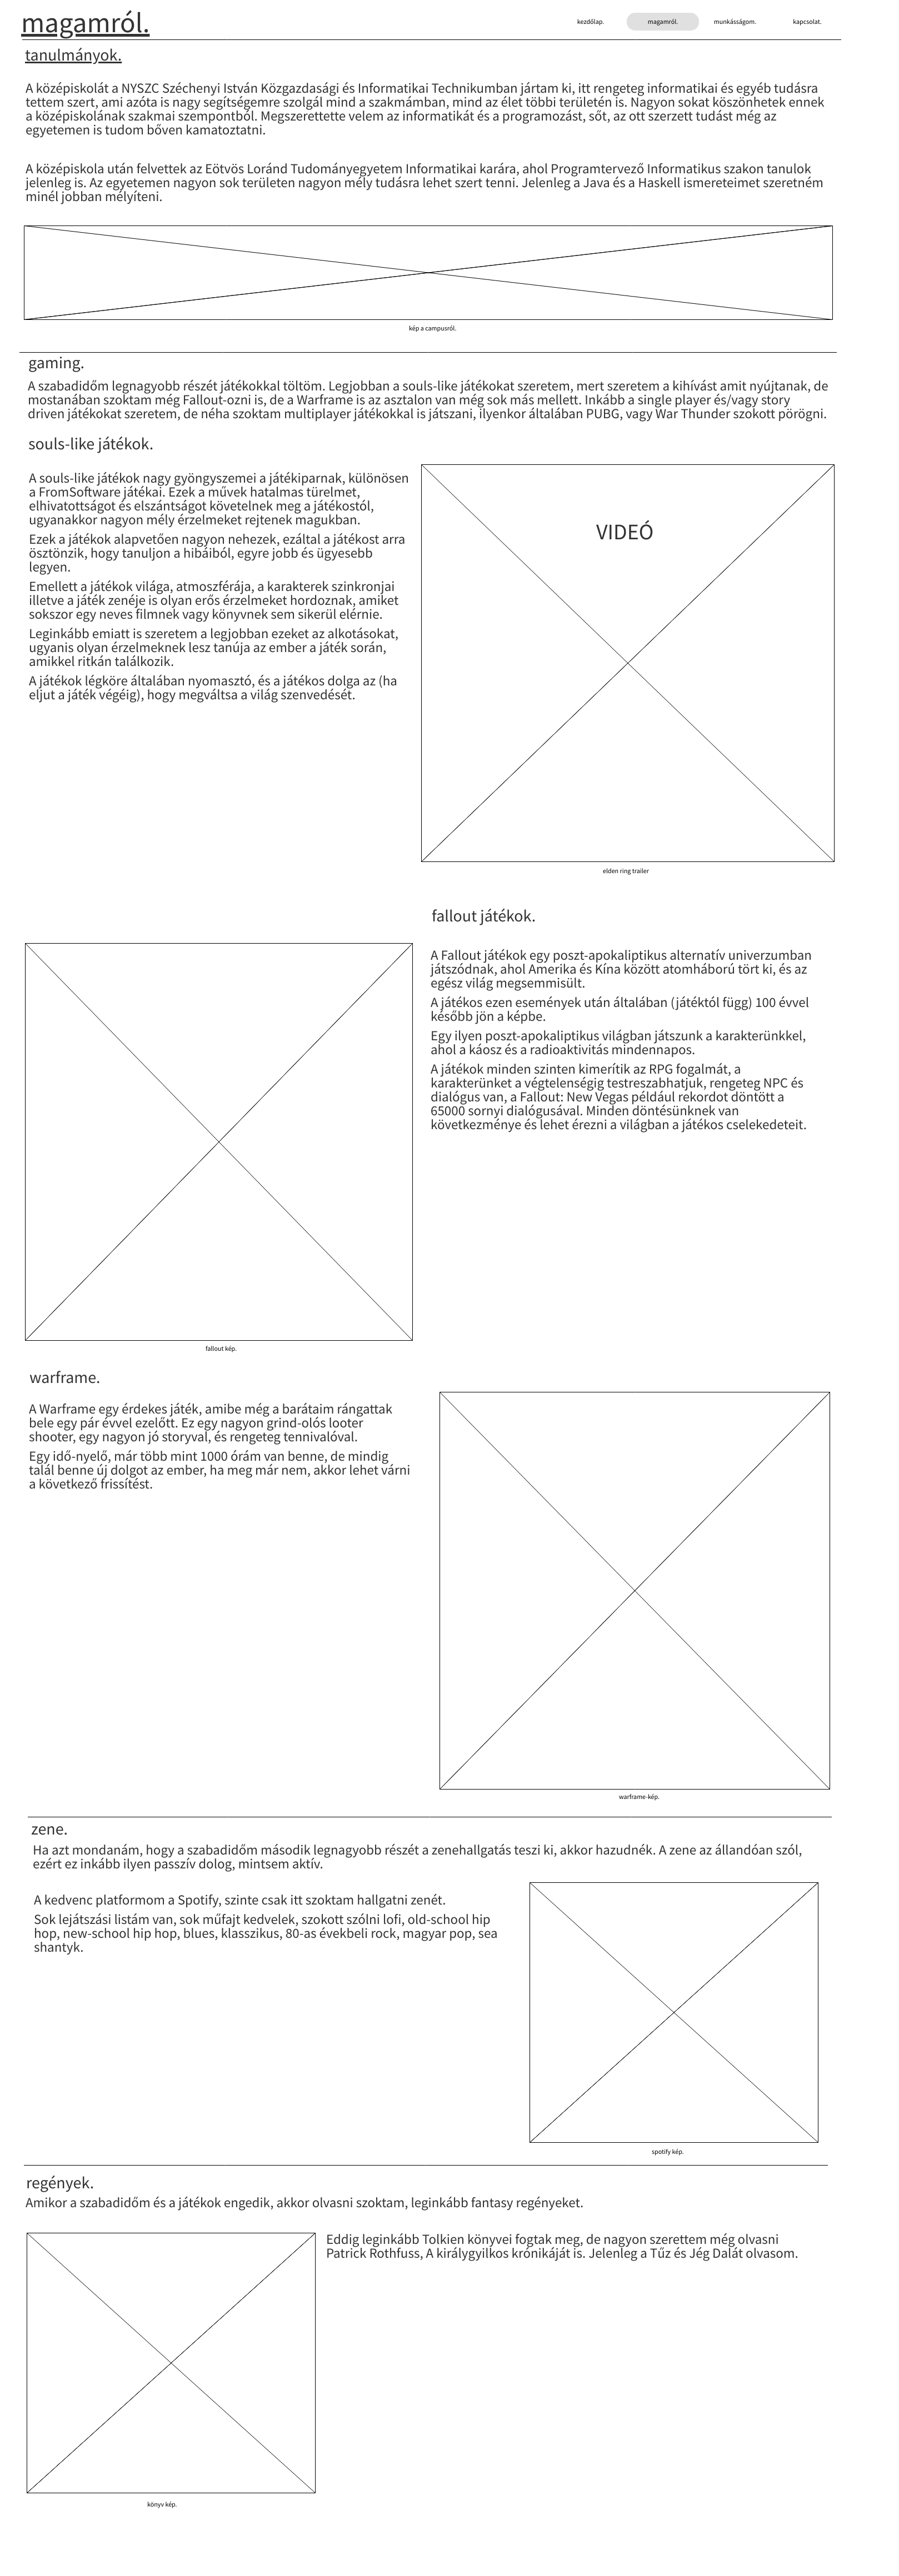 magamról.
kezdőlap.
magamról.
munkásságom.
kapcsolat.
tanulmányok.
A középiskolát a NYSZC Széchenyi István Közgazdasági és Informatikai Technikumban jártam ki, itt rengeteg informatikai és egyéb tudásra
tettem szert, ami azóta is nagy segítségemre szolgál mind a szakmámban, mind az élet többi területén is. Nagyon sokat köszönhetek ennek
a középiskolának szakmai szempontból. Megszerettette velem az informatikát és a programozást, sőt, az ott szerzett tudást még az
egyetemen is tudom bőven kamatoztatni.
A középiskola után felvettek az Eötvös Loránd Tudományegyetem Informatikai karára, ahol Programtervező Informatikus szakon tanulok
jelenleg is. Az egyetemen nagyon sok területen nagyon mély tudásra lehet szert tenni. Jelenleg a Java és a Haskell ismereteimet szeretném
minél jobban mélyíteni.
kép a campusról.
gaming.
A szabadidőm legnagyobb részét játékokkal töltöm. Legjobban a souls-like játékokat szeretem, mert szeretem a kihívást amit nyújtanak, de
mostanában szoktam még Fallout-ozni is, de a Warframe is az asztalon van még sok más mellett. Inkább a single player és/vagy story
driven játékokat szeretem, de néha szoktam multiplayer játékokkal is játszani, ilyenkor általában PUBG, vagy War Thunder szokott pörögni.
souls-like játékok.
A souls-like játékok nagy gyöngyszemei a játékiparnak, különösen
a FromSoftware játékai. Ezek a művek hatalmas türelmet,
elhivatottságot és elszántságot követelnek meg a játékostól,
ugyanakkor nagyon mély érzelmeket rejtenek magukban.
Ezek a játékok alapvetően nagyon nehezek, ezáltal a játékost arra
ösztönzik, hogy tanuljon a hibáiból, egyre jobb és ügyesebb
legyen.
Emellett a játékok világa, atmoszférája, a karakterek szinkronjai
illetve a játék zenéje is olyan erős érzelmeket hordoznak, amiket
sokszor egy neves filmnek vagy könyvnek sem sikerül elérnie.
Leginkább emiatt is szeretem a legjobban ezeket az alkotásokat,
ugyanis olyan érzelmeknek lesz tanúja az ember a játék során,
amikkel ritkán találkozik.
A játékok légköre általában nyomasztó, és a játékos dolga az (ha
eljut a játék végéig), hogy megváltsa a világ szenvedését.
VIDEÓ
elden ring trailer
fallout játékok.
A Fallout játékok egy poszt-apokaliptikus alternatív univerzumban
játszódnak, ahol Amerika és Kína között atomháború tört ki, és az
egész világ megsemmisült.
A játékos ezen események után általában (játéktól függ) 100 évvel
később jön a képbe.
Egy ilyen poszt-apokaliptikus világban játszunk a karakterünkkel,
ahol a káosz és a radioaktivitás mindennapos.
A játékok minden szinten kimerítik az RPG fogalmát, a
karakterünket a végtelenségig testreszabhatjuk, rengeteg NPC és
dialógus van, a Fallout: New Vegas például rekordot döntött a
65000 sornyi dialógusával. Minden döntésünknek van
következménye és lehet érezni a világban a játékos cselekedeteit.
fallout kép.
warframe.
A Warframe egy érdekes játék, amibe még a barátaim rángattak
bele egy pár évvel ezelőtt. Ez egy nagyon grind-olós looter
shooter, egy nagyon jó storyval, és rengeteg tennivalóval.
Egy idő-nyelő, már több mint 1000 órám van benne, de mindig
talál benne új dolgot az ember, ha meg már nem, akkor lehet várni
a következő frissítést.
warframe-kép.
zene.
Ha azt mondanám, hogy a szabadidőm második legnagyobb részét a zenehallgatás teszi ki, akkor hazudnék. A zene az állandóan szól,
ezért ez inkább ilyen passzív dolog, mintsem aktív.
A kedvenc platformom a Spotify, szinte csak itt szoktam hallgatni zenét.
Sok lejátszási listám van, sok műfajt kedvelek, szokott szólni lofi, old-school hip
hop, new-school hip hop, blues, klasszikus, 80-as évekbeli rock, magyar pop, sea
shantyk.
spotify kép.
regények.
Amikor a szabadidőm és a játékok engedik, akkor olvasni szoktam, leginkább fantasy regényeket.
Eddig leginkább Tolkien könyvei fogtak meg, de nagyon szerettem még olvasni
Patrick Rothfuss, A királygyilkos krónikáját is. Jelenleg a Tűz és Jég Dalát olvasom.
könyv kép.